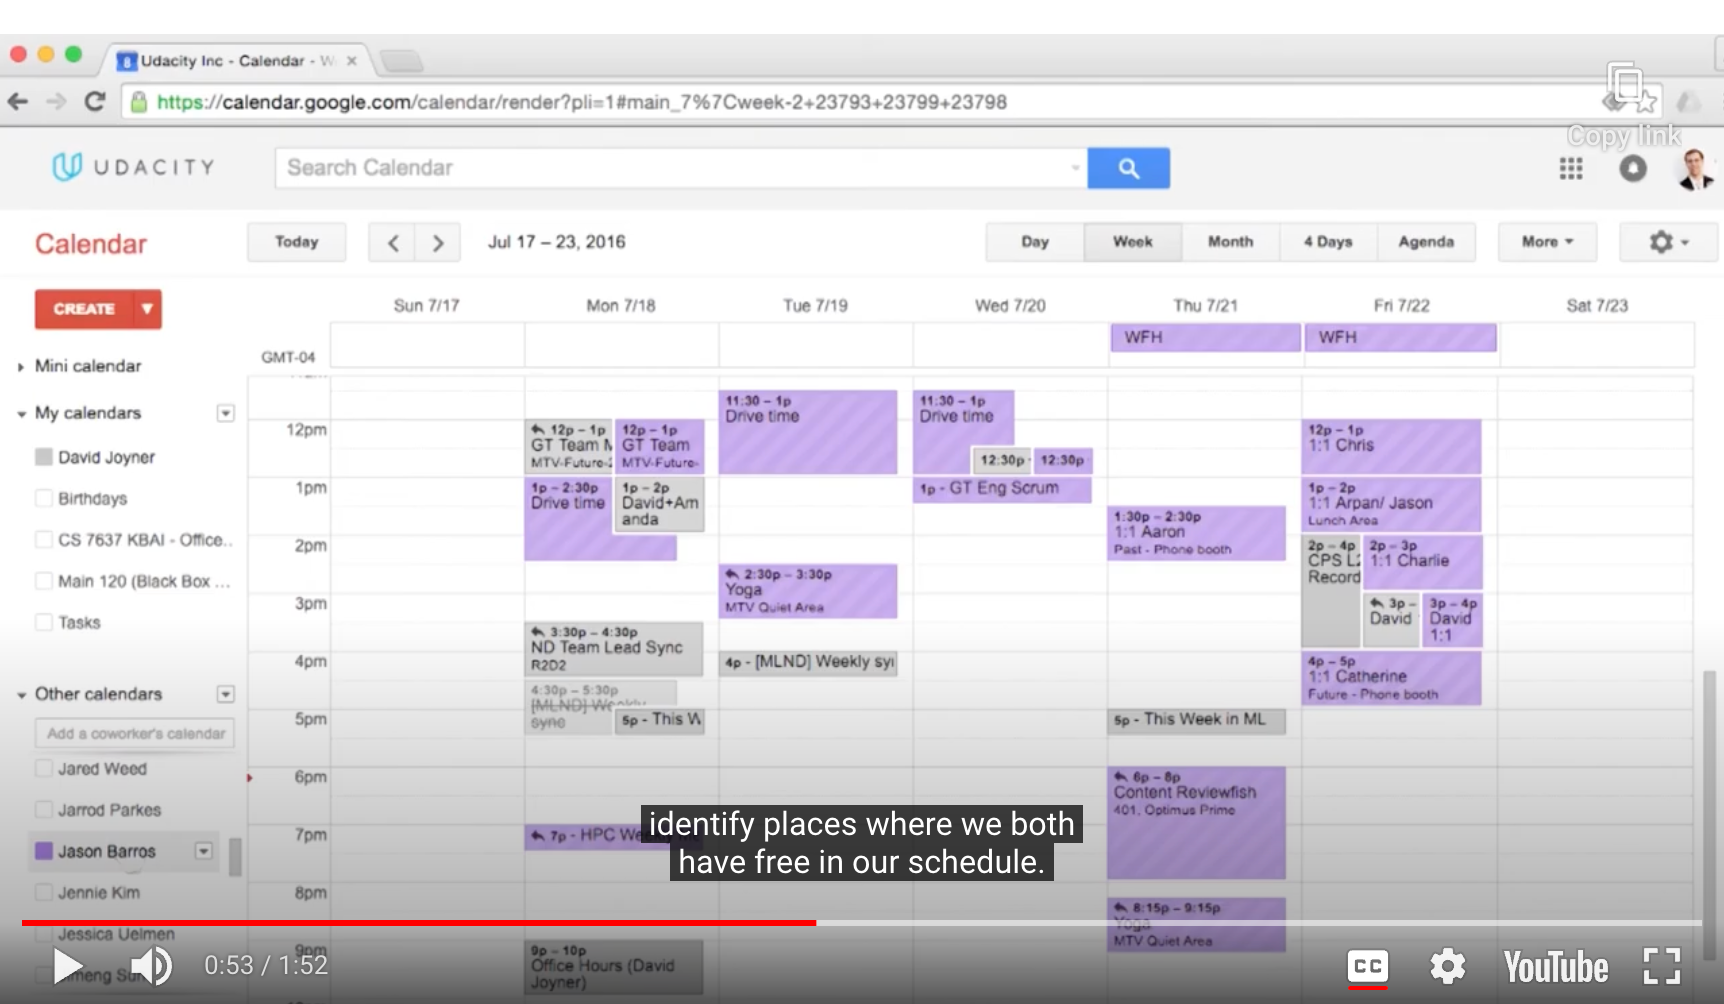 Udacity Inc - Calendar - W
https://calendar.google.com/calendar/render?pli=1#main_7%7Cweek-2+23793+23799+23798
Copy link
UDACITY
Search Calendar
Calendar
Today
Jul 17 – 23, 2016
Day
Week
Month
4 Days
Agenda
More
CREATE
Sun 7/17
Mon 7/18
Tue 7/19
Wed 7/20
Thu 7/21
Fri 7/22
Sat 7/23
GMT-04
WFH
WFH
Mini calendar
My calendars
David Joyner
Birthdays
CS 7637 KBAI - Office..
Main 120 (Black Box ...
Tasks
Other calendars
Add a coworker's calendar
Jared Weed
Jarrod Parkes
Jason Barros
Jennie Kim
Jessica Uelmen
12pm
1pm
2pm
3pm
4pm
5pm
6pm
7pm
8pm
9pm
12p – 1p
GT Team M
MTV-Future-2
12p – 1p
GT Team
MTV-Future-
1p – 2:30p
Drive time
1p – 2p
David+Am
anda
3:30p – 4:30p
ND Team Lead Sync
R2D2
4:30p – 5:30p
[MLND] Weekly
sync
5p - This W
7p - HPC We
9p – 10p
Office Hours (David
Joyner)
11:30 – 1p
Drive time
2:30p – 3:30p
Yoga
MTV Quiet Area
4p - [MLND] Weekly syn
11:30 – 1p
Drive time
12:30p -
12:30p
1p - GT Eng Scrum
1:30p – 2:30p
1:1 Aaron
Past - Phone booth
5p - This Week in ML
6p – 8p
Content Reviewfish
401, Optimus Prime
8:15p – 9:15p
Yoga
MTV Quiet Area
12p – 1p
1:1 Chris
1p – 2p
1:1 Arpan/ Jason
Lunch Area
2p – 4p
CPS L2
Record
2p – 3p
1:1 Charlie
3p –
David
3p – 4p
David
1:1
4p – 5p
1:1 Catherine
Future - Phone booth
identify places where we both
have free in our schedule.
0:53 / 1:52
CC
YouTube